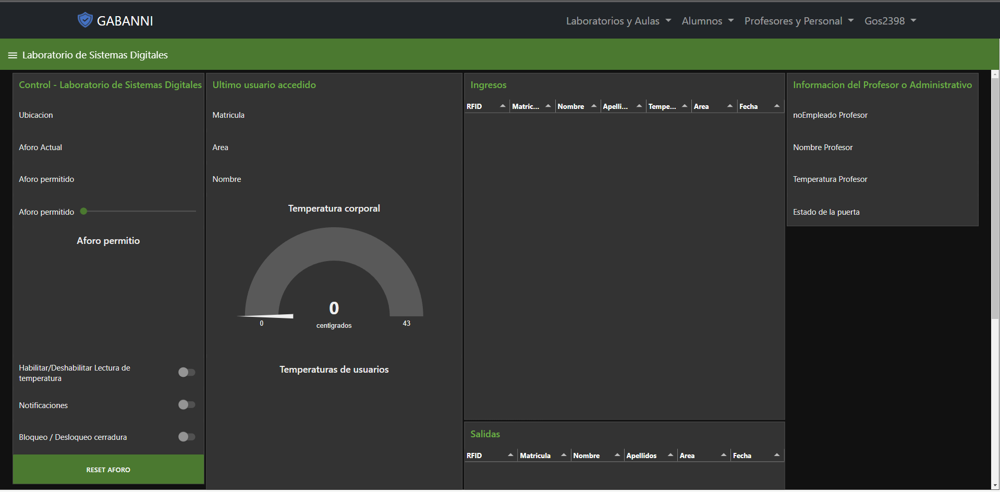 GABANNI
Laboratorios y Aulas
Alumnos
Profesores y Personal
Gos2398
Laboratorio de Sistemas Digitales
Control - Laboratorio de Sistemas Digitales
Ubicacion
Aforo Actual
Aforo permitido
Aforo permitido
Aforo permitio
Habilitar/Deshabilitar Lectura de
temperatura
Notificaciones
Bloqueo / Desloqueo cerradura
RESET AFORO
Ultimo usuario accedido
Matricula
Area
Nombre
Temperatura corporal
0
centigrados
0
43
Temperaturas de usuarios
Ingresos
RFID Matric... Nombre Apelli... Tempe... Area Fecha
Salidas
RFID Matricula Nombre Apellidos Area Fecha
Informacion del Profesor o Administrativo
noEmpleado Profesor
Nombre Profesor
Temperatura Profesor
Estado de la puerta